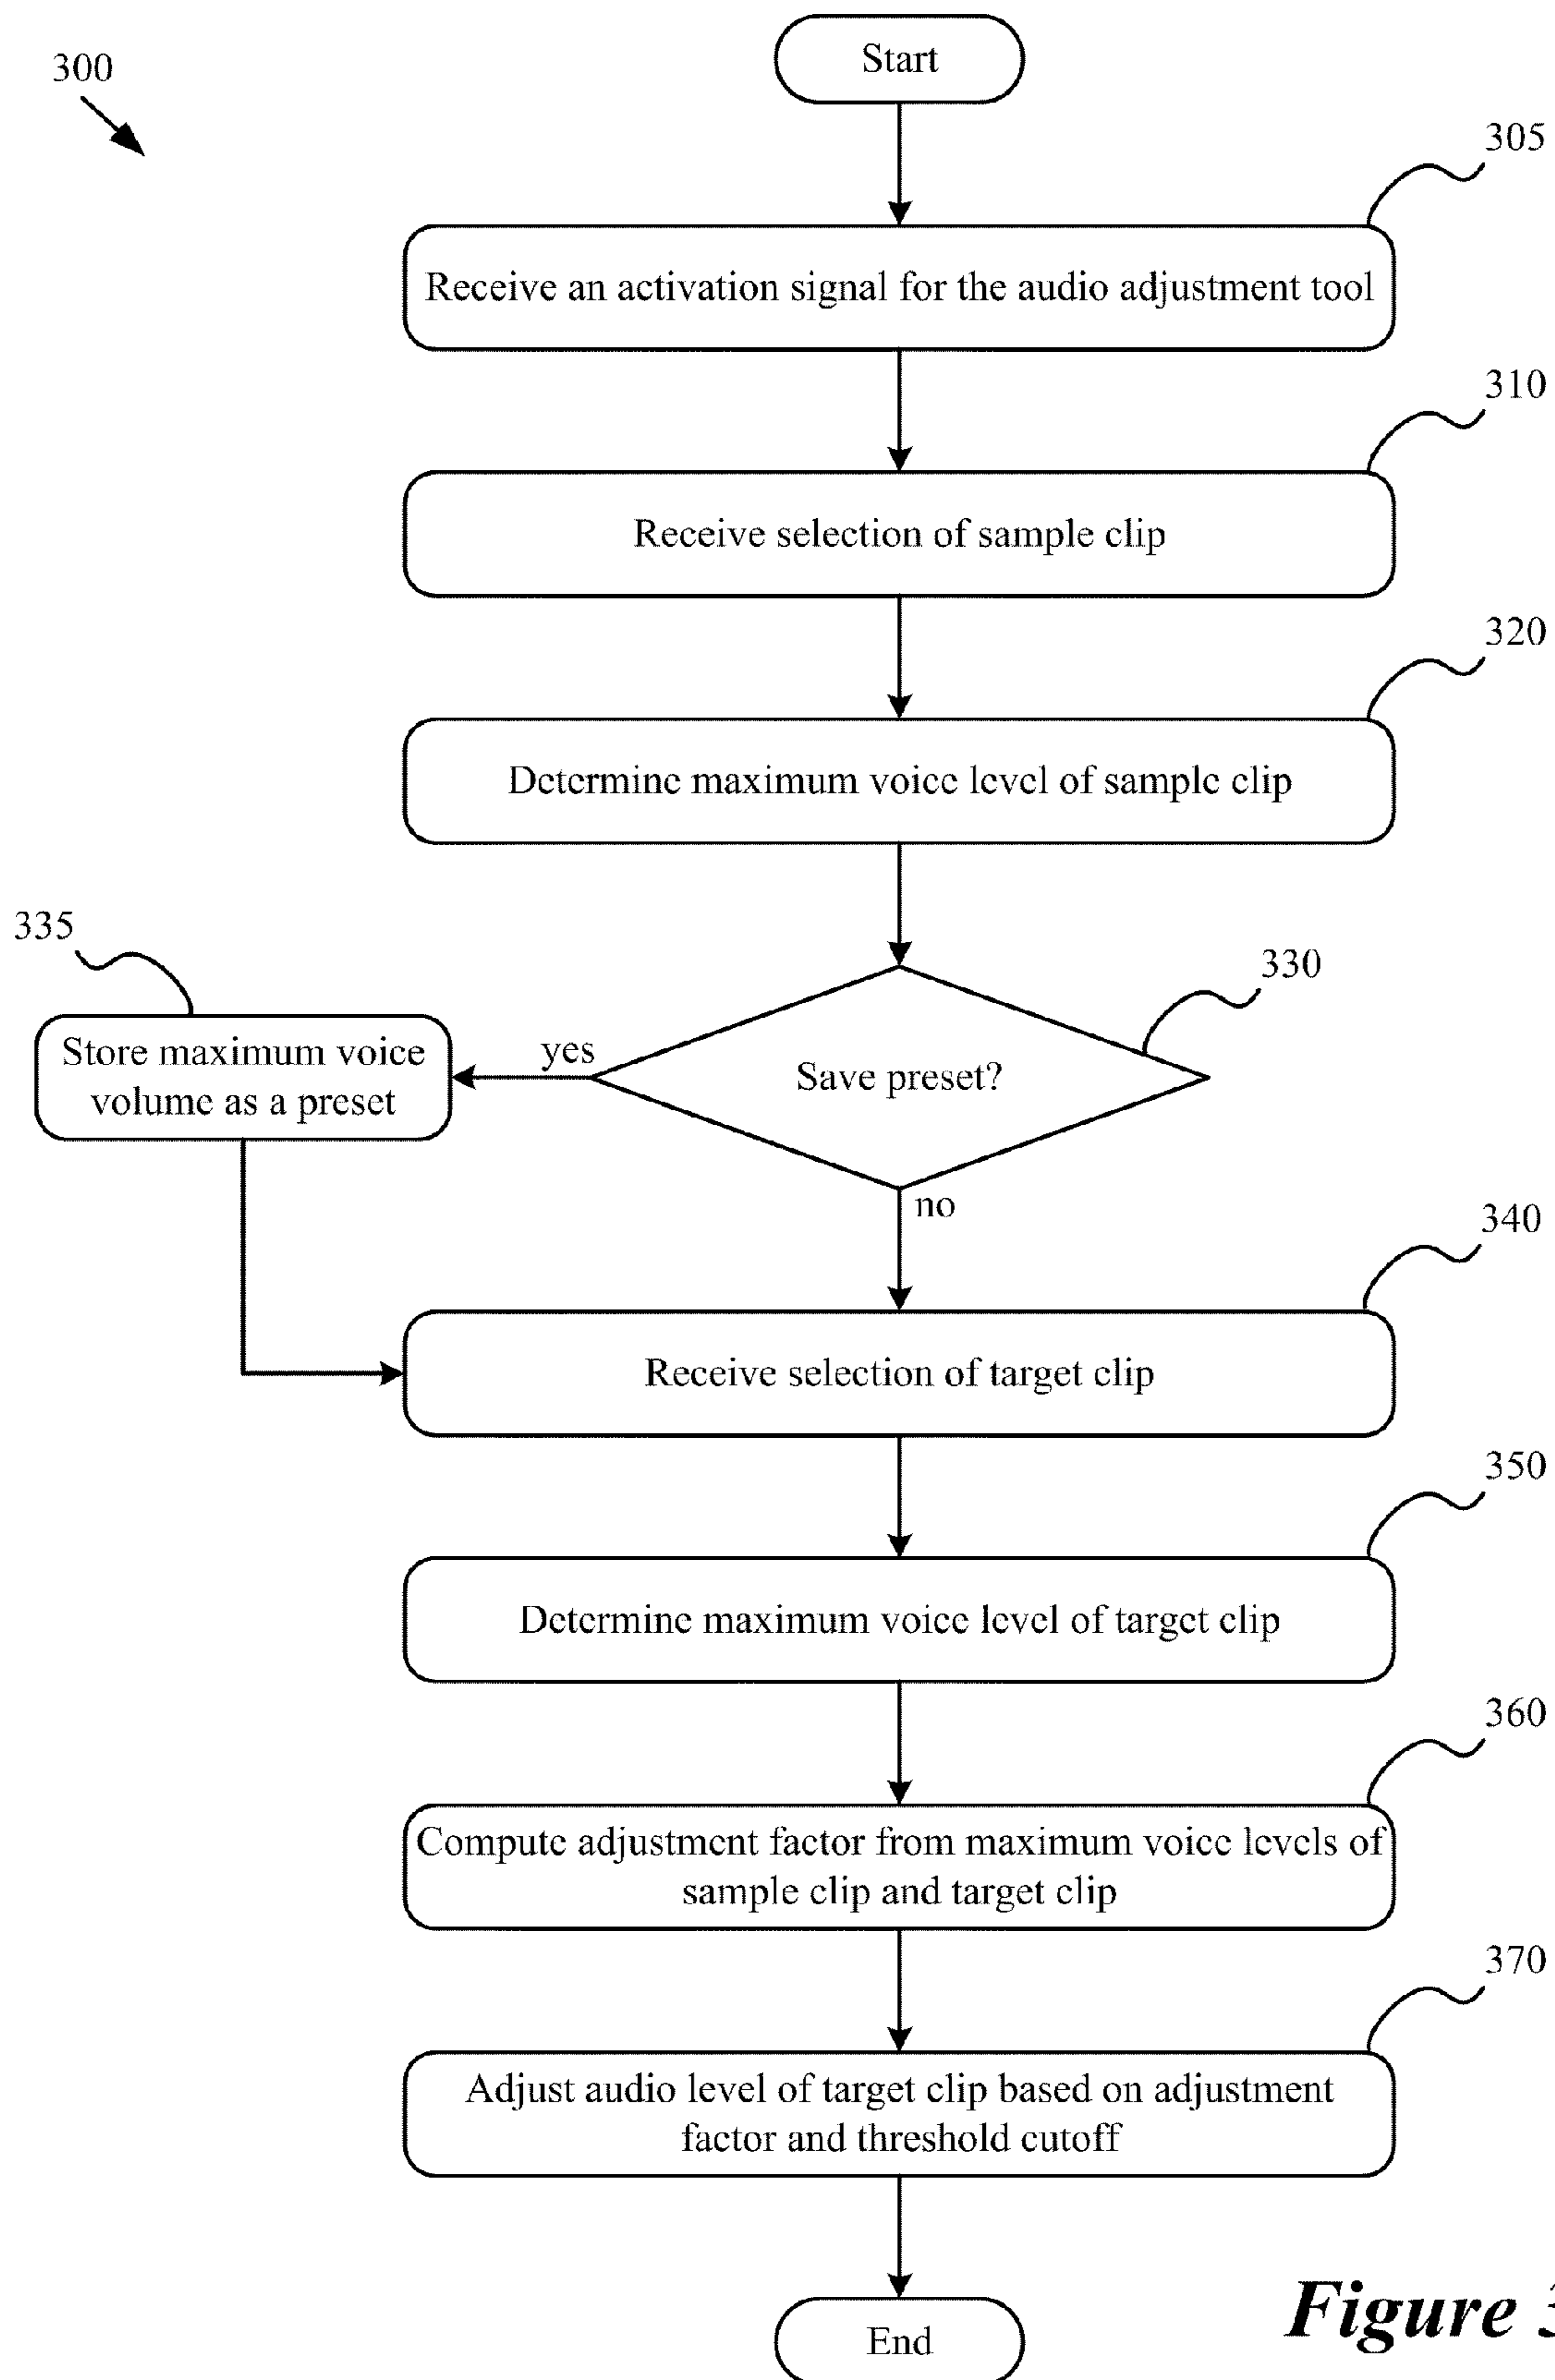 300
Start
305
Receive an activation signal for the audio adjustment tool
310
Receive selection of sample clip
320
Determine maximum voice level of sample clip
335
330
Store maximum voice
volume as a preset
yes
Save preset?
no
340
Receive selection of target clip
350
Determine maximum voice level of target clip
360
Compute adjustment factor from maximum voice levels of
sample clip and target clip
370
Adjust audio level of target clip based on adjustment
factor and threshold cutoff
End
Figure 3